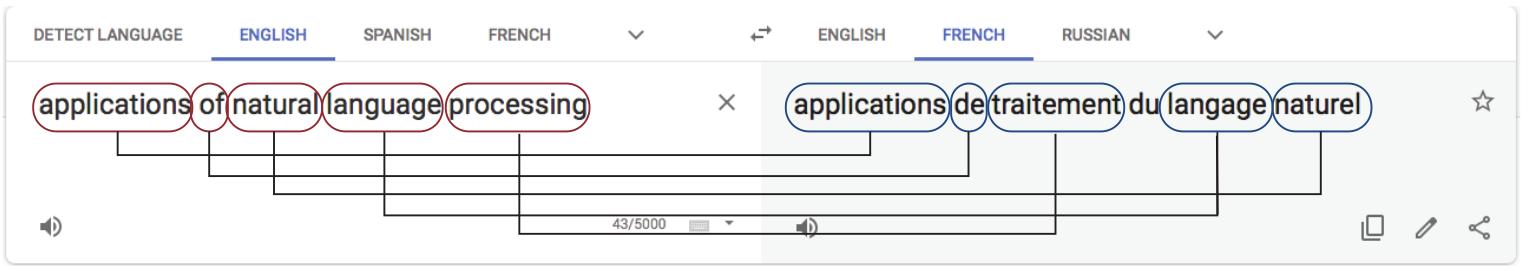 DETECT LANGUAGE ENGLISH SPANISH FRENCH ENGLISH FRENCH RUSSIAN
applications of natural language processing applications de traitement du langage naturel
43/5000